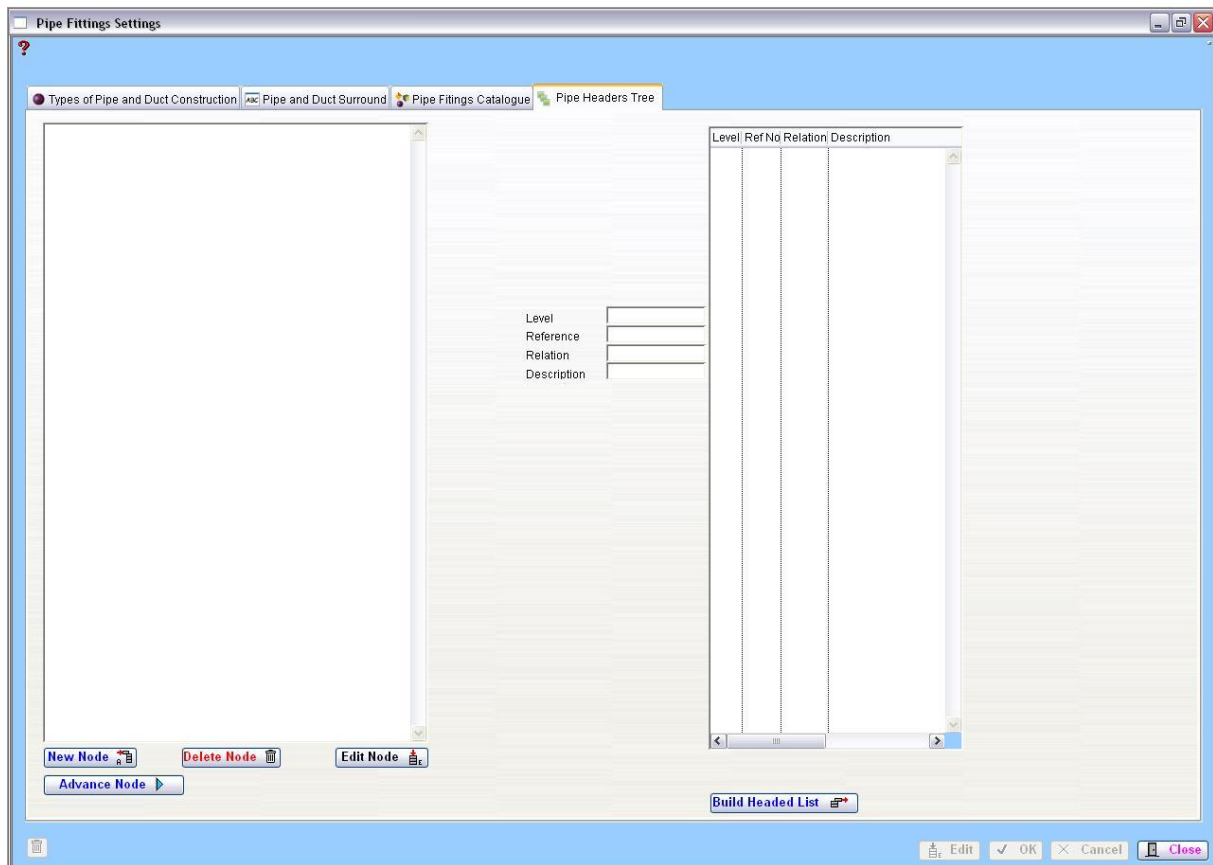 Pipe Fittings Settings
?
Types of Pipe and Duct Construction ABC Pipe and Duct Surround Pipe Fitings Catalogue Pipe Headers Tree
Level Ref No Relation Description
Level
Reference
Relation
Description
New Node A Delete Node Edit Node E
Advance Node
Build Headed List
E Edit OK Cancel Close